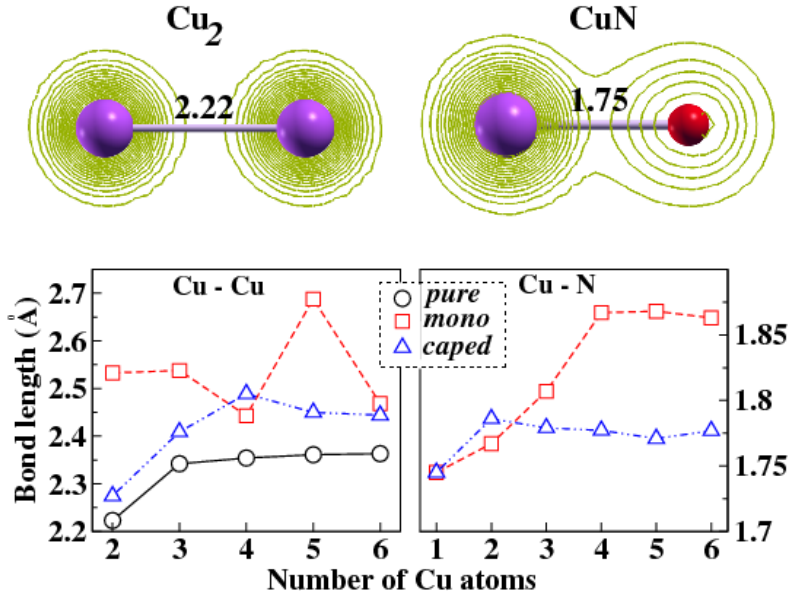 Cu2 CuN
2.22 1.75
Cu - Cu Cu - N
pure
mono
caped
Bond length (Å)
2.7
2.6
2.5
2.4
2.3
2.2
1.85
1.8
1.75
1.7
2 3 4 5 6 1 2 3 4 5 6
Number of Cu atoms